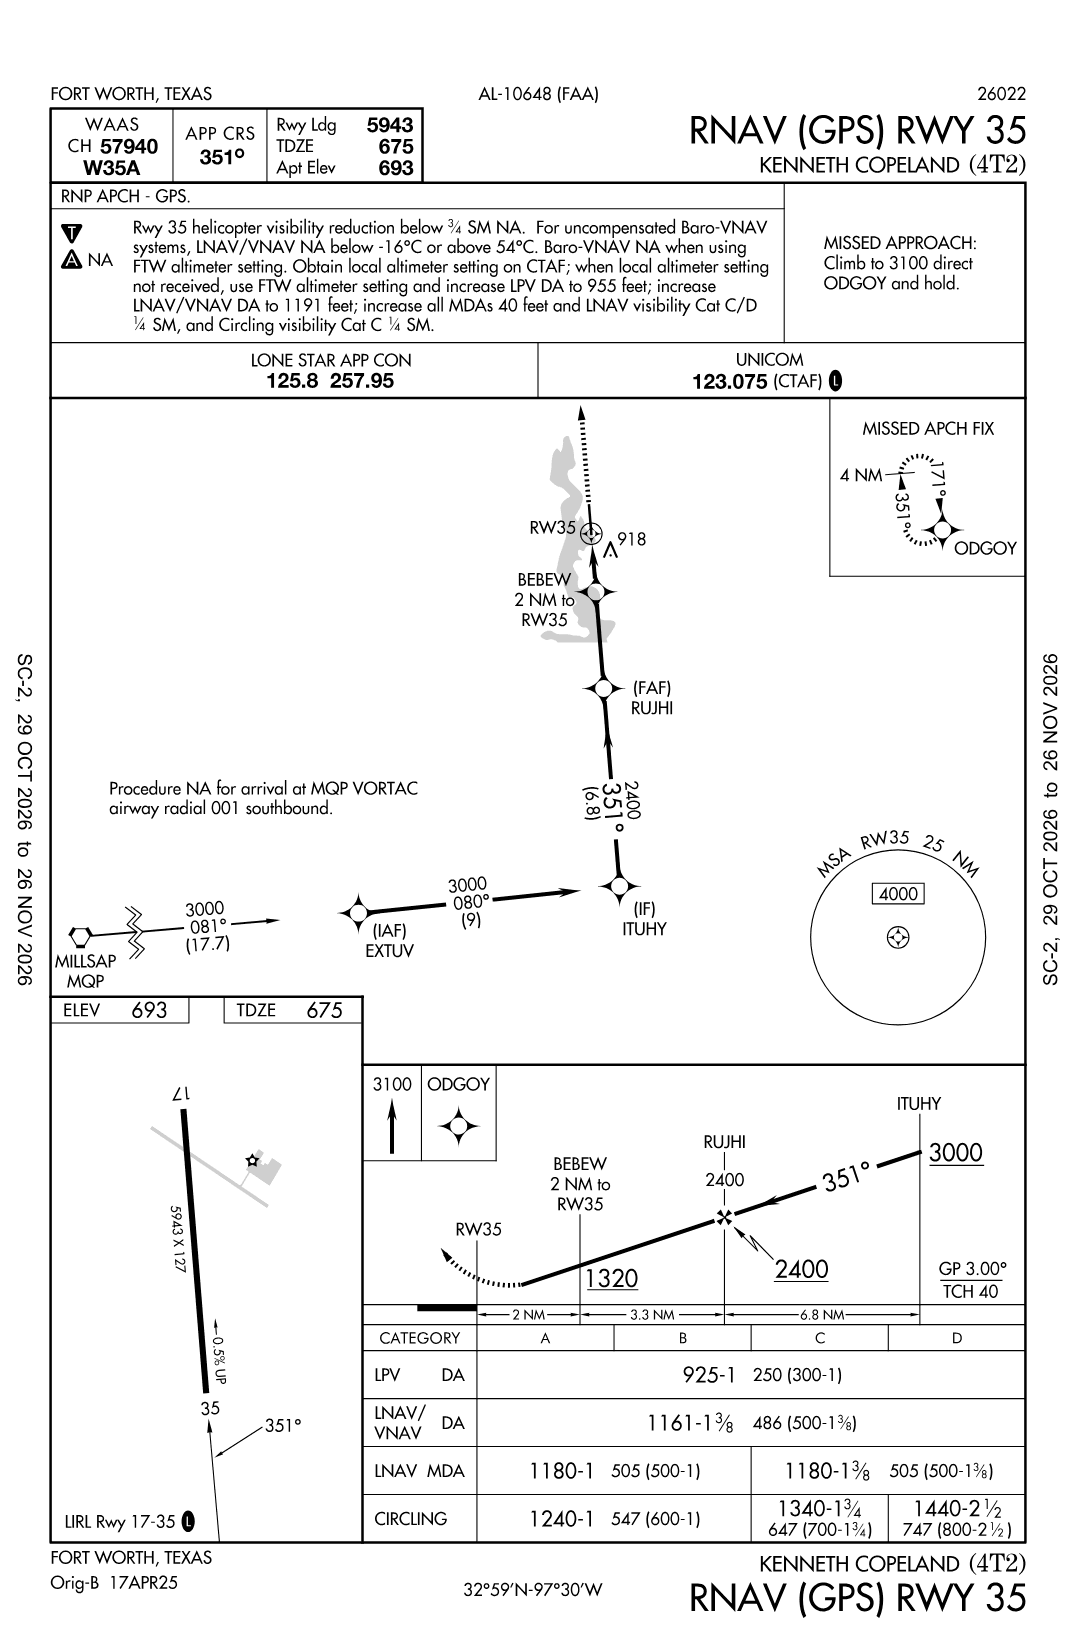 FORT WORTH, TEXAS
AL-10648 (FAA)
26022
WAAS
CH 57940
W35A
APP CRS
351°
Rwy Ldg 5943
TDZE 675
Apt Elev 693
RNAV (GPS) RWY 35
KENNETH COPELAND (4T2)
RNP APCH - GPS.
T
A NA
Rwy 35 helicopter visibility reduction below ¾ SM NA. For uncompensated Baro-VNAV
systems, LNAV/VNAV NA below -16°C or above 54°C. Baro-VNAV NA when using
FTW altimeter setting. Obtain local altimeter setting on CTAF; when local altimeter setting
not received, use FTW altimeter setting and increase LPV DA to 955 feet; increase
LNAV/VNAV DA to 1191 feet; increase all MDAs 40 feet and LNAV visibility Cat C/D
¼ SM, and Circling visibility Cat C ¼ SM.
MISSED APPROACH:
Climb to 3100 direct
ODGOY and hold.
LONE STAR APP CON
125.8 257.95
UNICOM
123.075 (CTAF) L
MISSED APCH FIX
4 NM
171°
351°
ODGOY
RW35
918
BEBEW
2 NM to
RW35
(FAF)
RUJHI
Procedure NA for arrival at MQP VORTAC
airway radial 001 southbound.
2400
351°
(6.8)
MSA RW35 25 NM
4000
3000
080°
(9)
(IF)
ITUHY
3000
081°
(17.7)
(IAF)
EXTUV
MILLSAP
MQP
SC-2, 29 OCT 2026 to 26 NOV 2026
SC-2, 29 OCT 2026 to 26 NOV 2026
ELEV 693
TDZE 675
17
5943 X 127
0.5% UP
35
351°
LIRL Rwy 17-35 L
3100
ODGOY
ITUHY
RUJHI
2400
3000
351°
BEBEW
2 NM to
RW35
RW35
1320
2400
GP 3.00°
TCH 40
2 NM
3.3 NM
6.8 NM
CATEGORY A B C D
LPV DA 925-1 250 (300-1)
LNAV/
VNAV DA 1161-1⅜ 486 (500-1⅜)
LNAV MDA 1180-1 505 (500-1) 1180-1⅜ 505 (500-1⅜)
CIRCLING 1240-1 547 (600-1)
1340-1¾
647 (700-1¾)
1440-2½
747 (800-2½)
FORT WORTH, TEXAS
Orig-B 17APR25
32°59'N-97°30'W
KENNETH COPELAND (4T2)
RNAV (GPS) RWY 35